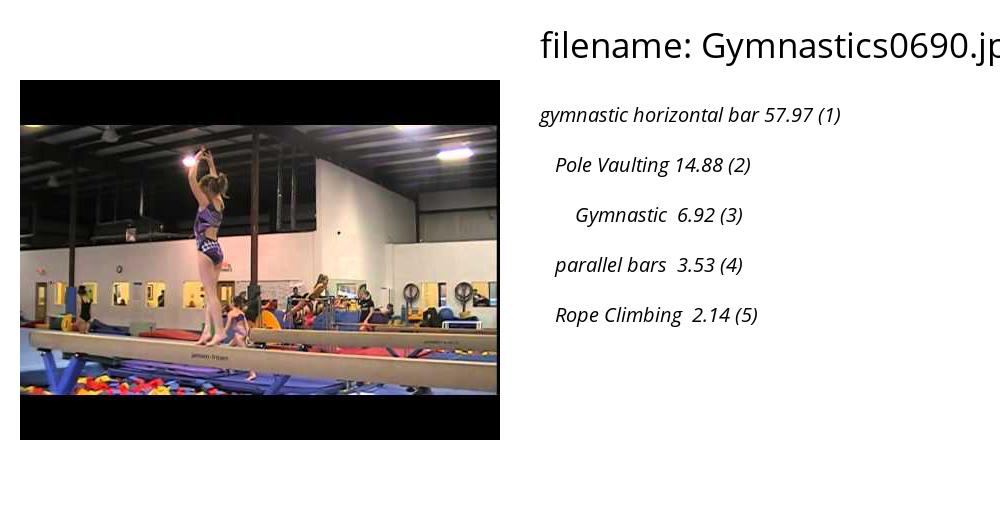 filename: Gymnastics0690.jp
gymnastic horizontal bar 57.97 (1)
Pole Vaulting 14.88 (2)
Gymnastic 6.92 (3)
parallel bars 3.53 (4)
Rope Climbing 2.14 (5)